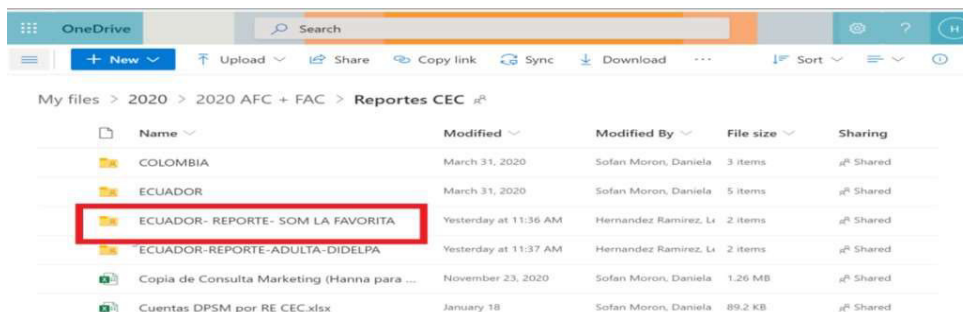 OneDrive Search ? H
+ New Upload Share Copy link Sync Download ... Sort
My files > 2020 > 2020 AFC + FAC > Reportes CEC
Name Modified Modified By File size Sharing
COLOMBIA March 31, 2020 Sofan Moron, Daniela 3 items Shared
ECUADOR March 31, 2020 Sofan Moron, Daniela 5 items Shared
ECUADOR- REPORTE- SOM LA FAVORITA Yesterday at 11:36 AM Hernandez Ramirez, Le 2 items Shared
ECUADOR-REPORTE-ADULTA-DIDELPA Yesterday at 11:37 AM Hernandez Ramirez, Le 2 items Shared
Copia de Consulta Marketing (Hanna para ... November 23, 2020 Sofan Moron, Daniela 1.26 MB Shared
Cuentas DPSM por RE CEC.xlsx January 18 Sofan Moron, Daniela 89.2 KB Shared